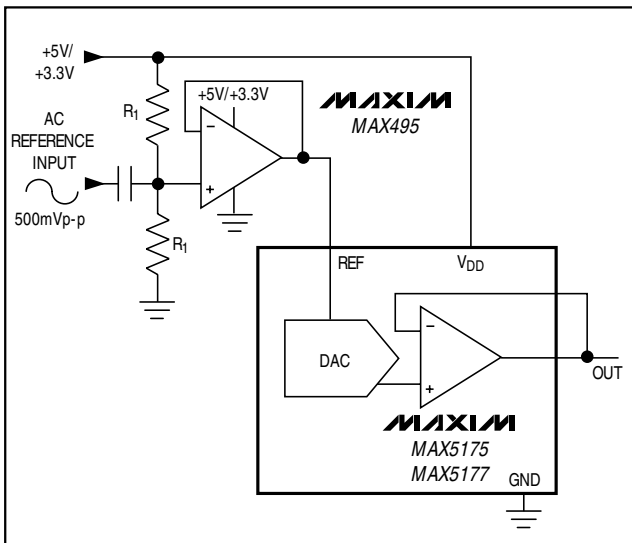 +5V/
+3.3V
R1
+5V/+3.3V
MAXIM
MAX495
AC
REFERENCE
INPUT
500mVp-p
-
+
R1
REF
VDD
DAC
-
+
OUT
MAXIM
MAX5175
MAX5177
GND